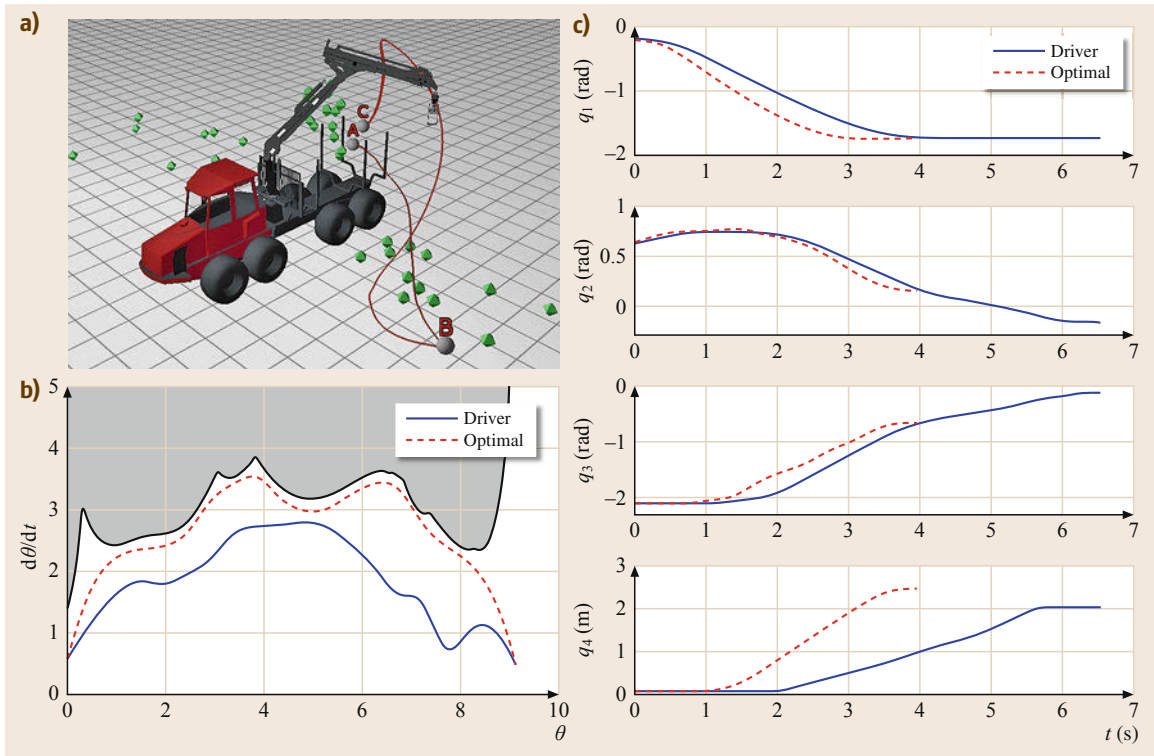 a)
C
A
B
b)
5
4
3
2
1
0
dθ/dt
Driver
Optimal
0 2 4 6 8 10
θ
c)
0
−1
−2
q1 (rad)
Driver
Optimal
0 1 2 3 4 5 6 7
1
0.5
0
q2 (rad)
0 1 2 3 4 5 6 7
0
−1
−2
q3 (rad)
0 1 2 3 4 5 6 7
3
2
1
0
q4 (m)
0 1 2 3 4 5 6 7
t (s)